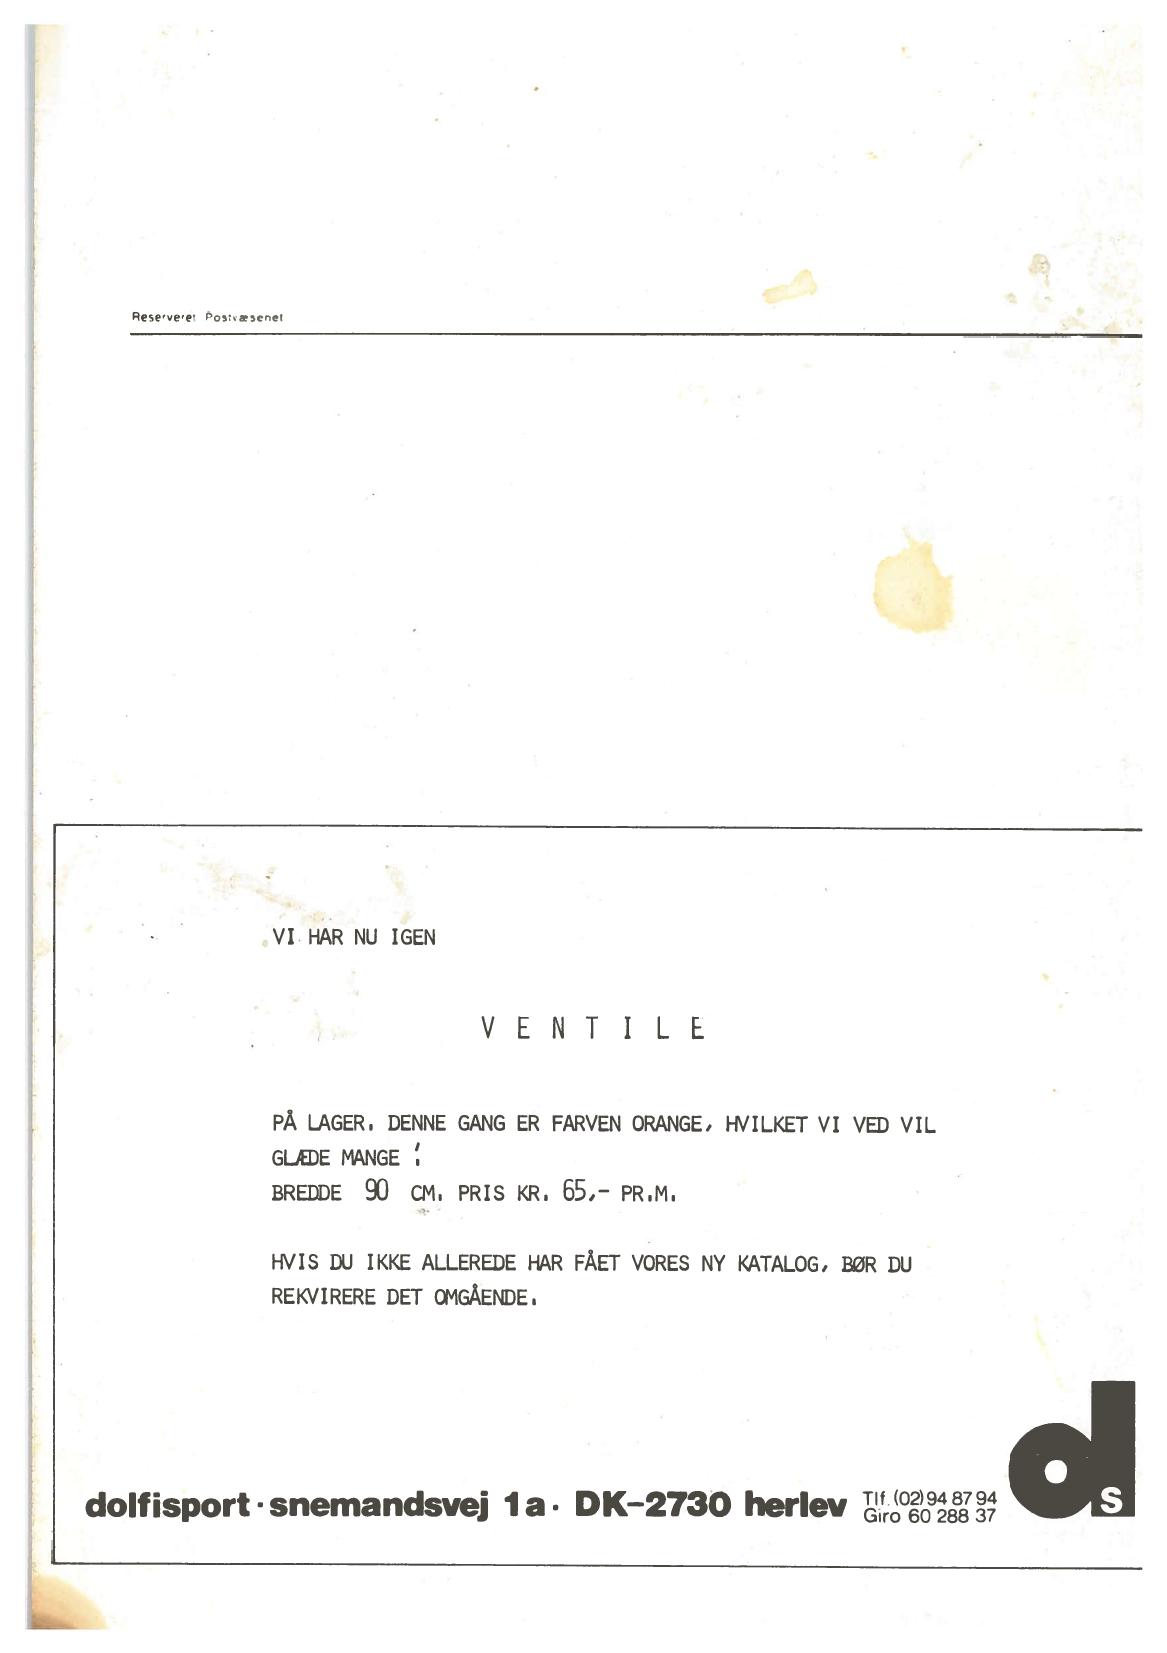 Reserveret Postvæsenet
VI HAR NU IGEN
V E N T I L E
PÅ LAGER. DENNE GANG ER FARVEN ORANGE, HVILKET VI VED VIL
GLÆDE MANGE !
BREDDE 90 CM. PRIS KR. 65,- PR.M.
HVIS DU IKKE ALLEREDE HAR FÅET VORES NY KATALOG, BØR DU
REKVIRERE DET OMGÅENDE.
dolfisport · snemandsvej 1a · DK-2730 herlev
Tlf. (02) 94 87 94
Giro 60 288 37
ds